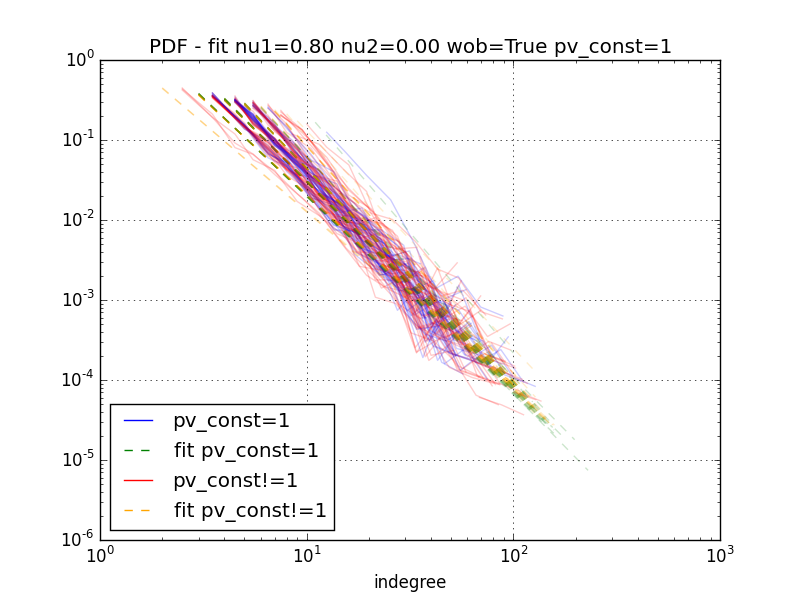 PDF - fit nu1=0.80 nu2=0.00 wob=True pv_const=1
10^0
10^-1
10^-2
10^-3
10^-4
10^-5
10^-6
pv_const=1
fit pv_const=1
pv_const!=1
fit pv_const!=1
10^0 10^1 10^2 10^3
indegree